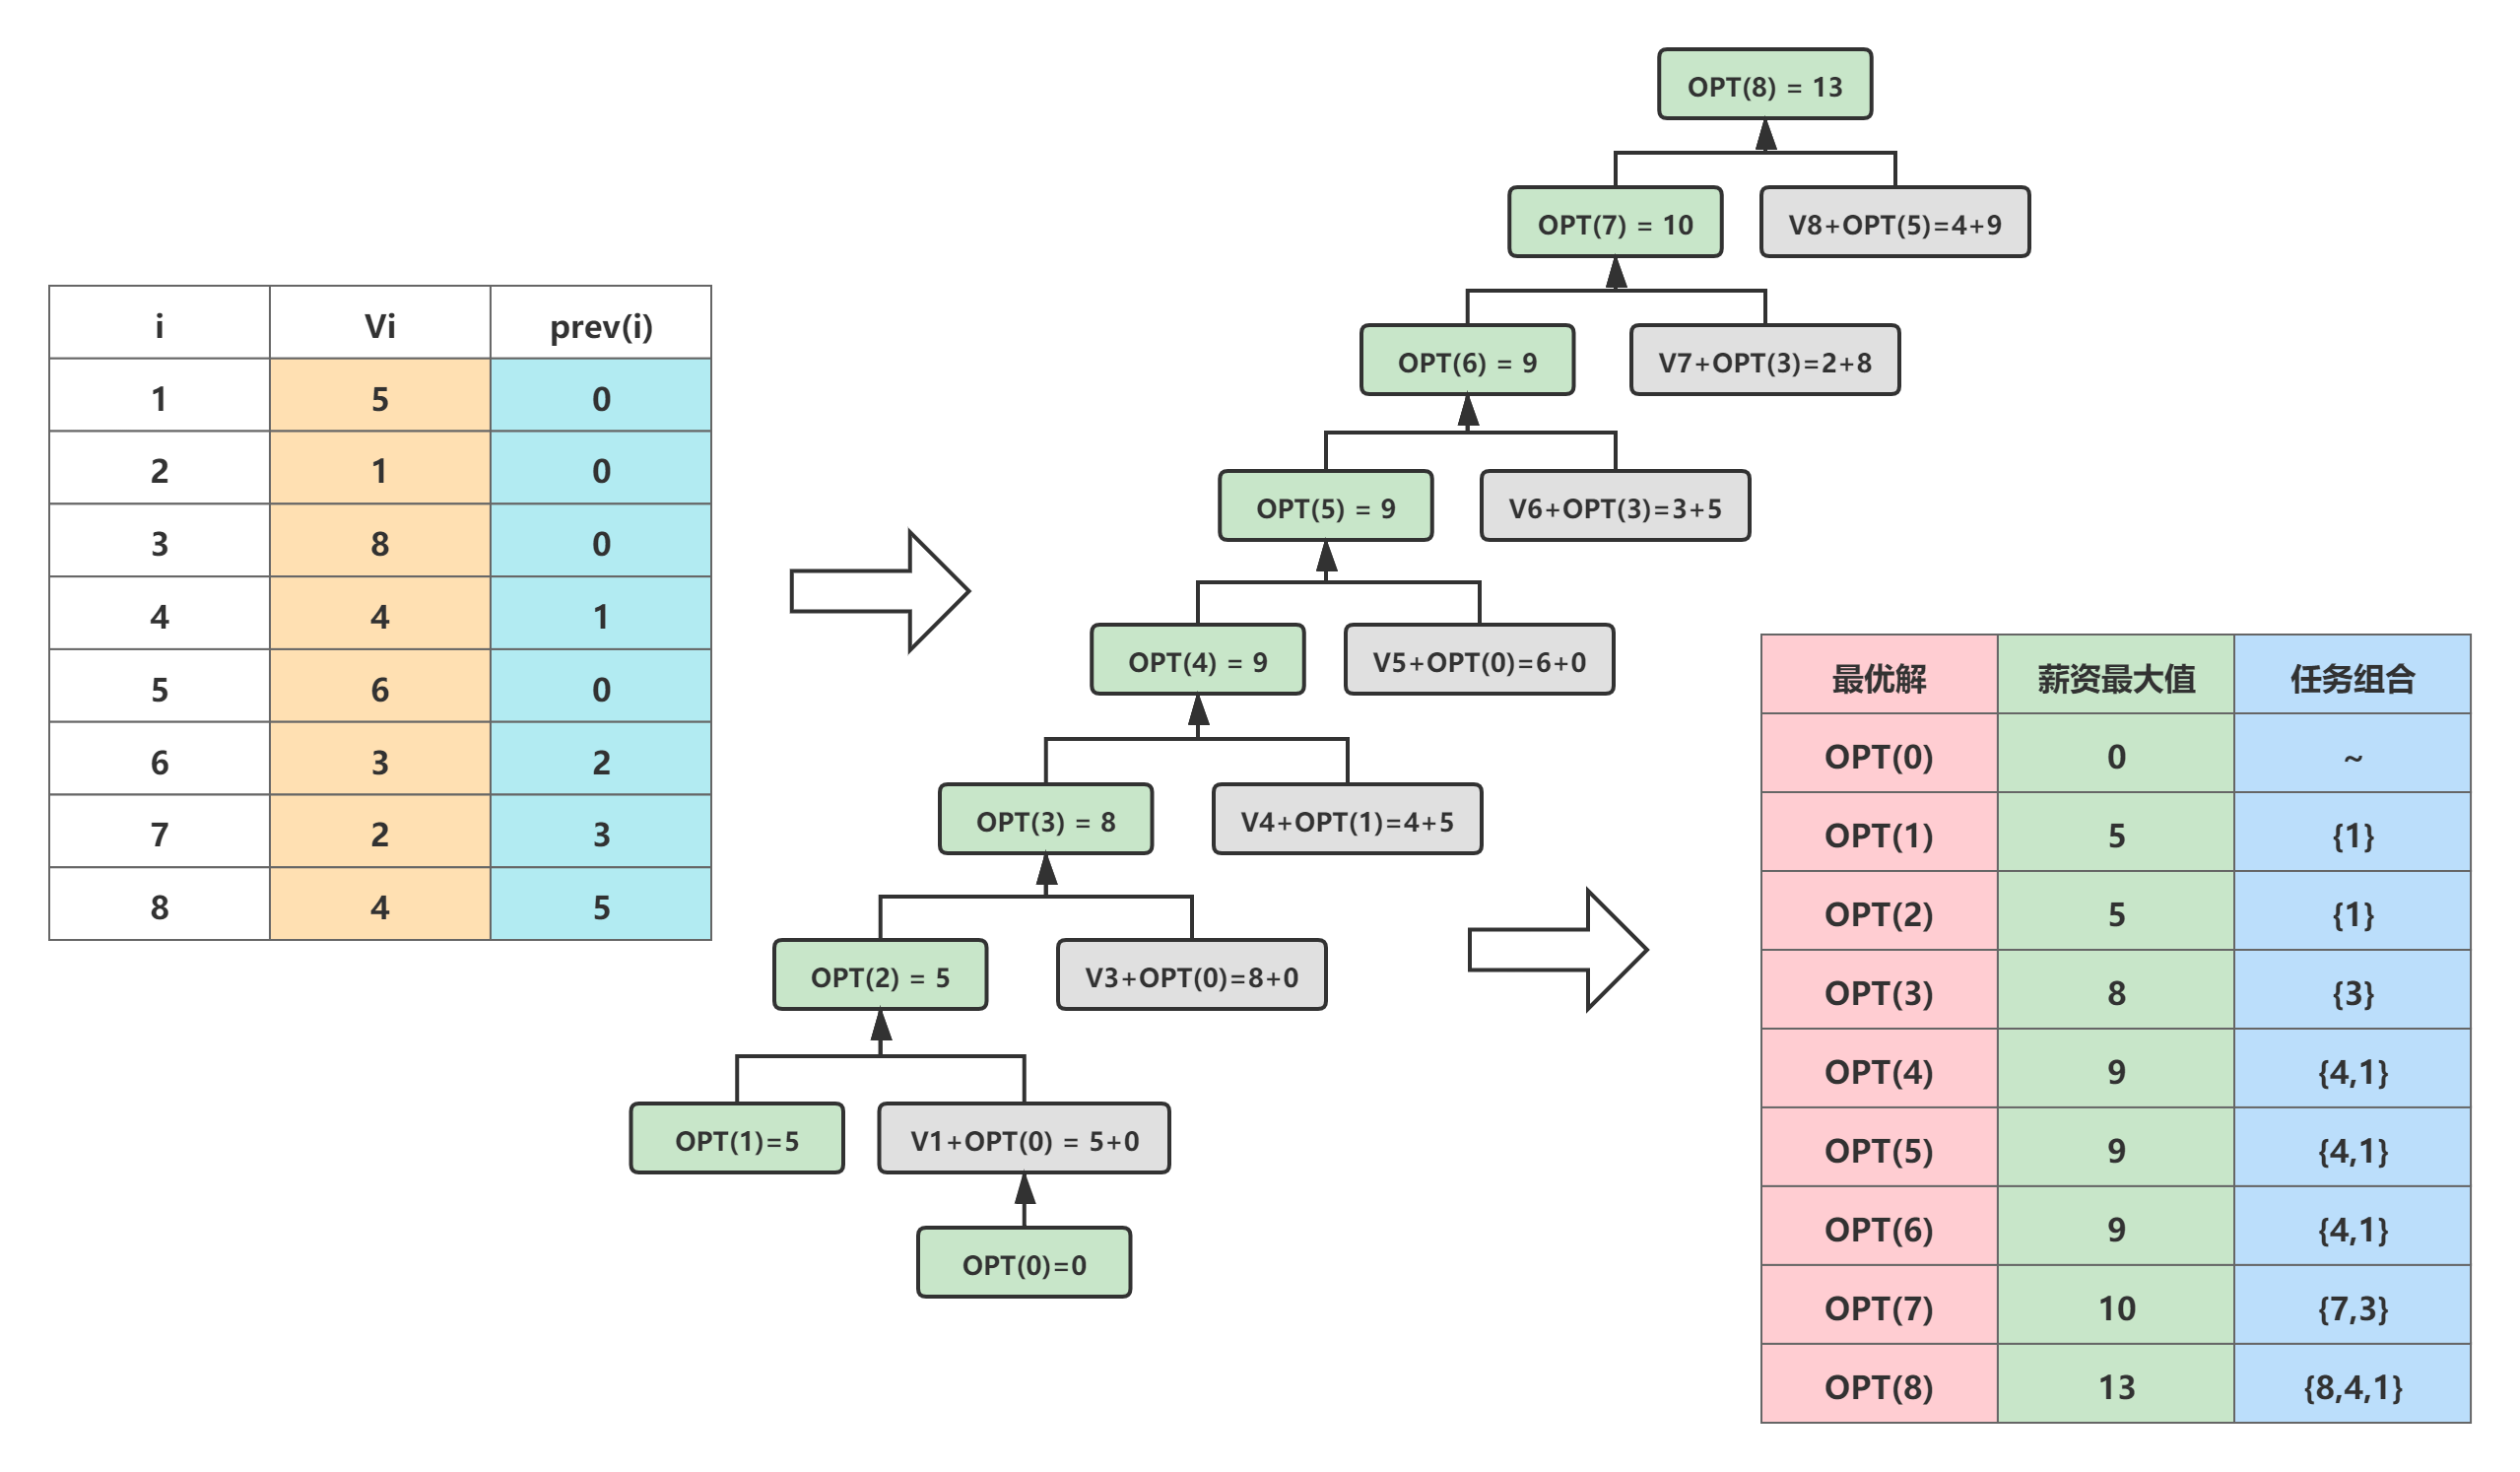 i Vi prev(i)
1 5 0
2 1 0
3 8 0
4 4 1
5 6 0
6 3 2
7 2 3
8 4 5
OPT(8) = 13
OPT(7) = 10
V8+OPT(5)=4+9
OPT(6) = 9
V7+OPT(3)=2+8
OPT(5) = 9
V6+OPT(3)=3+5
OPT(4) = 9
V5+OPT(0)=6+0
OPT(3) = 8
V4+OPT(1)=4+5
OPT(2) = 5
V3+OPT(0)=8+0
OPT(1)=5
V1+OPT(0) = 5+0
OPT(0)=0
最优解 薪资最大值 任务组合
OPT(0) 0 ~
OPT(1) 5 {1}
OPT(2) 5 {1}
OPT(3) 8 {3}
OPT(4) 9 {4,1}
OPT(5) 9 {4,1}
OPT(6) 9 {4,1}
OPT(7) 10 {7,3}
OPT(8) 13 {8,4,1}